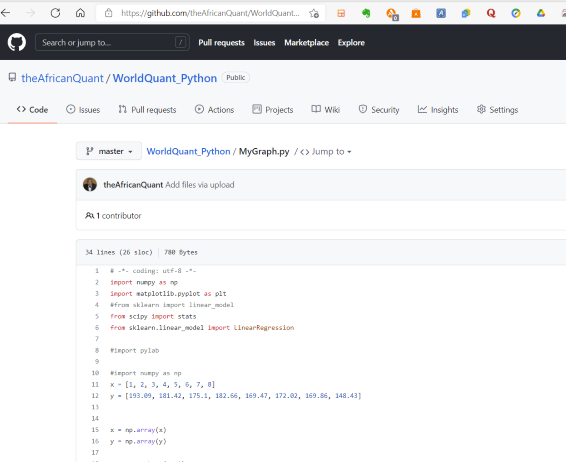 https://github.com/theAfricanQuant/WorldQuant...
Search or jump to...
/
Pull requests
Issues
Marketplace
Explore
theAfricanQuant / WorldQuant_Python
Public
<> Code
Issues
Pull requests
Actions
Projects
Wiki
Security
Insights
Settings
master
WorldQuant_Python / MyGraph.py / <> Jump to
theAfricanQuant Add files via upload
1 contributor
34 lines (26 sloc) 780 Bytes
1 # -*- coding: utf-8 -*-
2 import numpy as np
3 import matplotlib.pyplot as plt
4 #from sklearn import linear_model
5 from scipy import stats
6 from sklearn.linear_model import LinearRegression
7
8 #import pylab
9
10 #import numpy as np
11 x = [1, 2, 3, 4, 5, 6, 7, 8]
12 y = [193.09, 181.42, 175.1, 182.66, 169.47, 172.02, 169.86, 148.43]
13
14
15 x = np.array(x)
16 y = np.array(y)
17